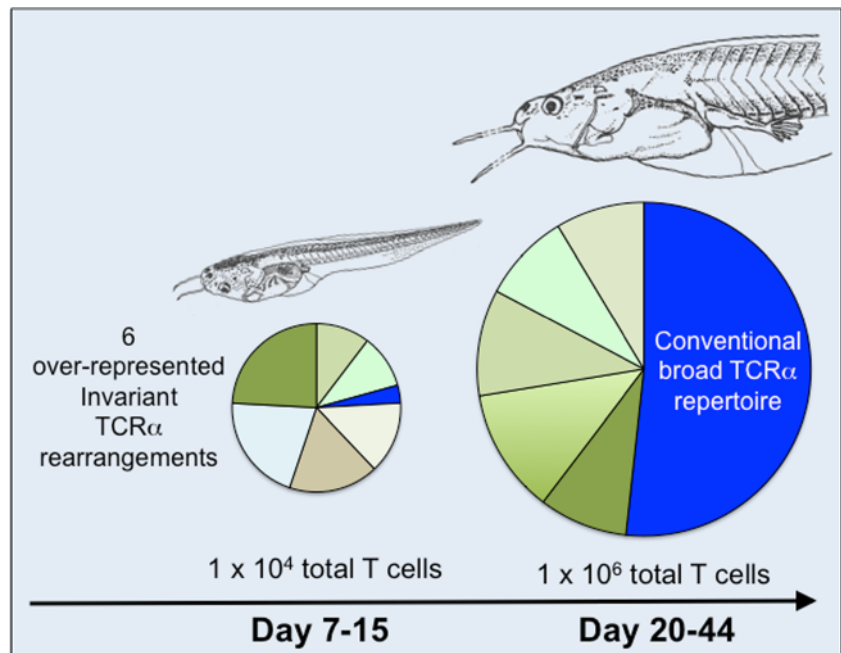 6
over-represented
Invariant
TCRα
rearrangements
Conventional
broad TCRα
repertoire
1 x 10⁴ total T cells
1 x 10⁶ total T cells
Day 7-15
Day 20-44